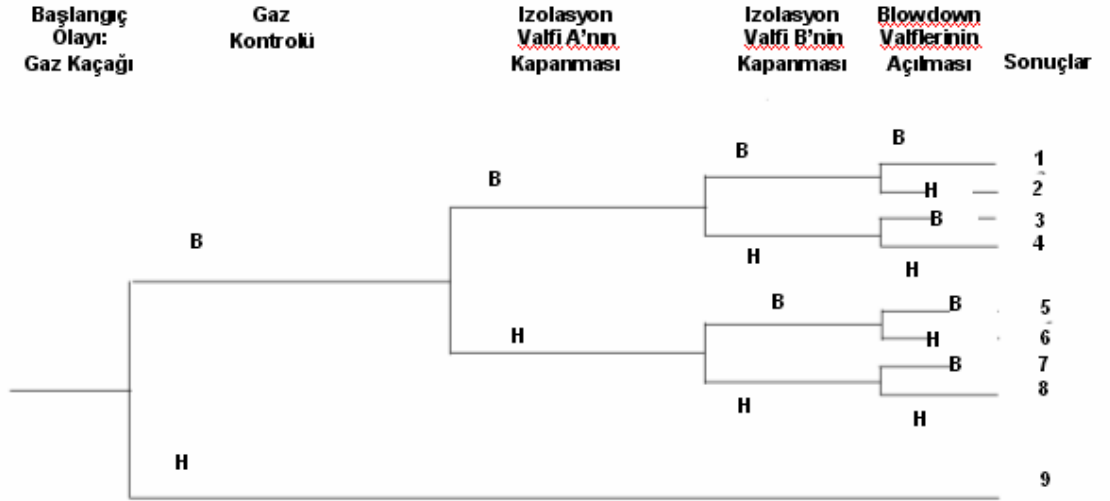 Başlangıç
Olayı:
Gaz Kaçağı
Gaz
Kontrolü
Izolasyon
Valfi A'nın
Kapanması
Izolasyon
Valfi B'nin
Kapanması
Blowdown
Valflerinin
Açılması
Sonuçlar
B
B
B
B
1
H
2
B
3
H
H
4
H
B
B
5
H
6
B
7
H
H
8
H
9